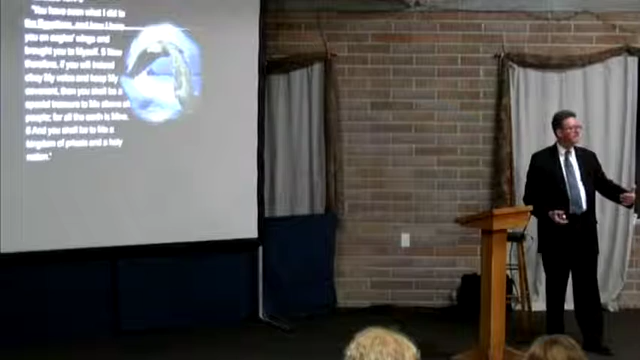 "You have seen what I did to
the Egyptians, and how I bore
you on eagles' wings and
brought you to Myself. 5 Now
therefore, if you will indeed
obey My voice and keep My
covenant, then you shall be a
special treasure to Me above all
people; for all the earth is Mine.
6 And you shall be to Me a
kingdom of priests and a holy
nation.'